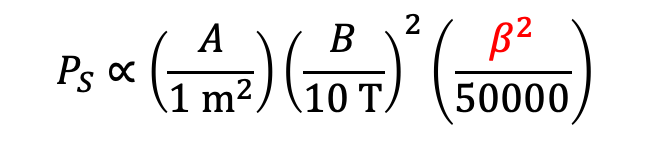 P_S ∝ (A / 1 m²) (B / 10 T)² (β² / 50000)